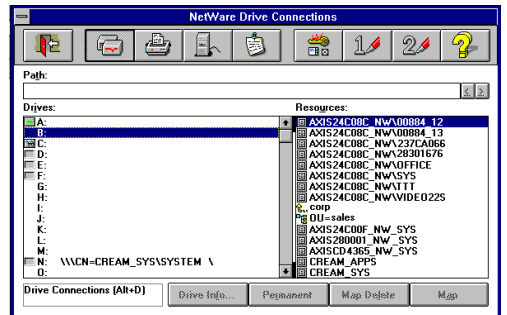 NetWare Drive Connections
1 2
Path:
Drives:
Resources:
A:
B:
C:
D:
E:
F:
G:
H:
I:
J:
K:
L:
M:
N: \\\CN=CREAM_SYS\SYSTEM \
O:
AXIS24C08C_NW\00884_12
AXIS24C08C_NW\00884_13
AXIS24C08C_NW\237CA066
AXIS24C08C_NW\28301676
AXIS24C08C_NW\OFFICE
AXIS24C08C_NW\SYS
AXIS24C08C_NW\TTT
AXIS24C08C_NW\VIDEO22S
corp
OU=sales
AXIS24C00F_NW_SYS
AXIS280001_NW_SYS
AXISCD4365_NW_SYS
CREAM_APPS
CREAM_SYS
Drive Connections (Alt+D)
Drive Info...
Permanent
Map Delete
Map